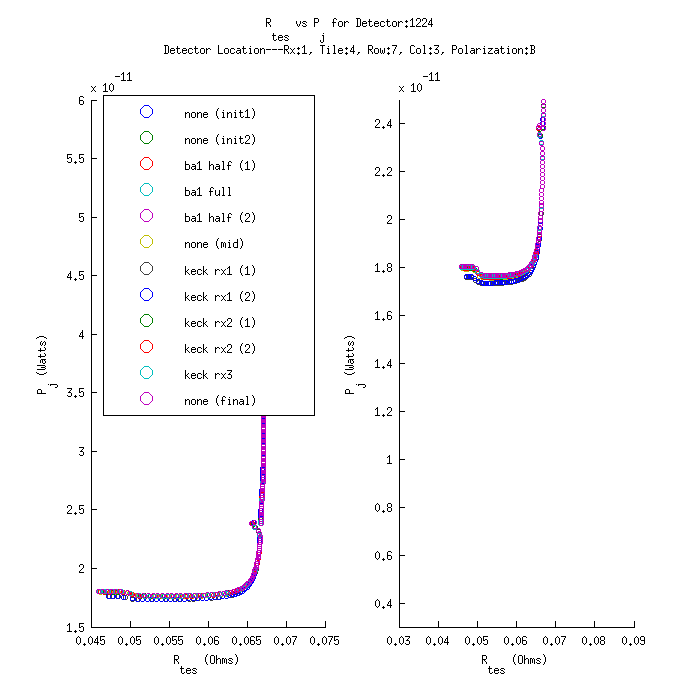 R_tes vs P_j for Detector:1224
Detector Location---Rx:1, Tile:4, Row:7, Col:3, Polarization:B
x 10^-11
6
5.5
5
4.5
4
3.5
3
2.5
2
1.5
P_j (Watts)
0.045 0.05 0.055 0.06 0.065 0.07 0.075
R_tes (Ohms)
none (init1)
none (init2)
ba1 half (1)
ba1 full
ba1 half (2)
none (mid)
keck rx1 (1)
keck rx1 (2)
keck rx2 (1)
keck rx2 (2)
keck rx3
none (final)
x 10^-11
2.4
2.2
2
1.8
1.6
1.4
1.2
1
0.8
0.6
0.4
P_j (Watts)
0.03 0.04 0.05 0.06 0.07 0.08 0.09
R_tes (Ohms)